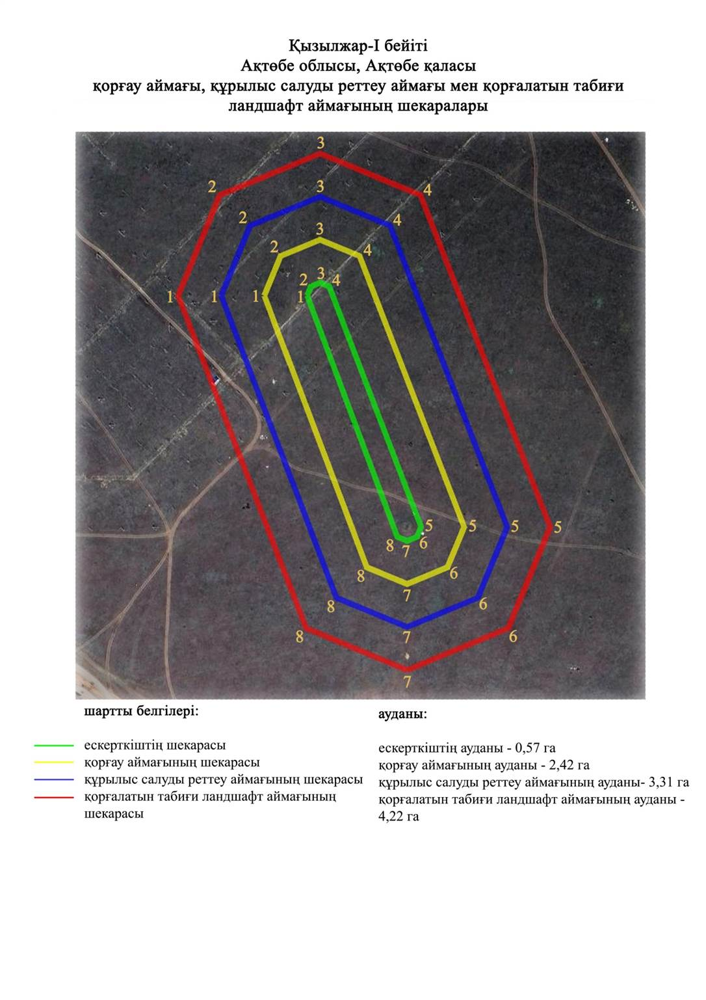 Қызылжар-I бейіті
Ақтөбе облысы, Ақтөбе қаласы
қорғау аймағы, құрылыс салуды реттеу аймағы мен қорғалатын табиғи
ландшафт аймағының шекаралары
3
2
4
3
2
4
3
2
4
3
2
4
1
1
1
1
5
5
5
5
8
7
6
8
6
7
8
6
7
8
6
7
шартты белгілері:
ескерткіштің шекарасы
қорғау аймағының шекарасы
құрылыс салуды реттеу аймағының шекарасы
қорғалатын табиғи ландшафт аймағының
шекарасы
ауданы:
ескерткіштің ауданы - 0,57 га
қорғау аймағының ауданы - 2,42 га
құрылыс салуды реттеу аймағының ауданы- 3,31 га
қорғалатын табиғи ландшафт аймағының ауданы -
4,22 га